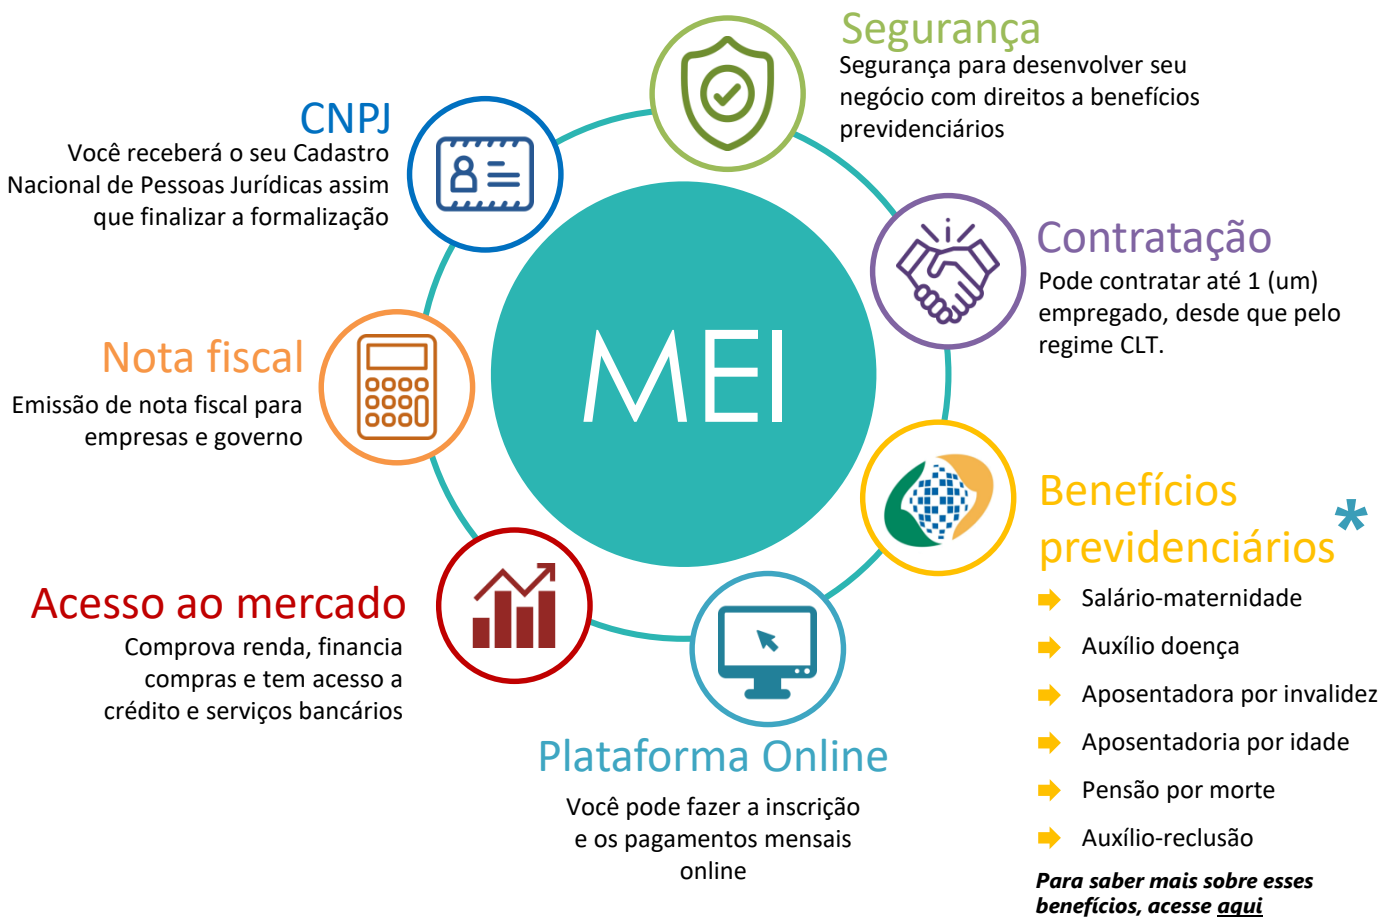 Segurança
Segurança para desenvolver seu
negócio com direitos a benefícios
previdenciários
CNPJ
Você receberá o seu Cadastro
Nacional de Pessoas Jurídicas assim
que finalizar a formalização
Contratação
Pode contratar até 1 (um)
empregado, desde que pelo
regime CLT.
MEI
Nota fiscal
Emissão de nota fiscal para
empresas e governo
Benefícios
previdenciários*
Salário-maternidade
Auxílio doença
Aposentadora por invalidez
Aposentadoria por idade
Pensão por morte
Auxílio-reclusão
Para saber mais sobre esses
benefícios, acesse aqui
Acesso ao mercado
Comprova renda, financia
compras e tem acesso a
crédito e serviços bancários
Plataforma Online
Você pode fazer a inscrição
e os pagamentos mensais
online